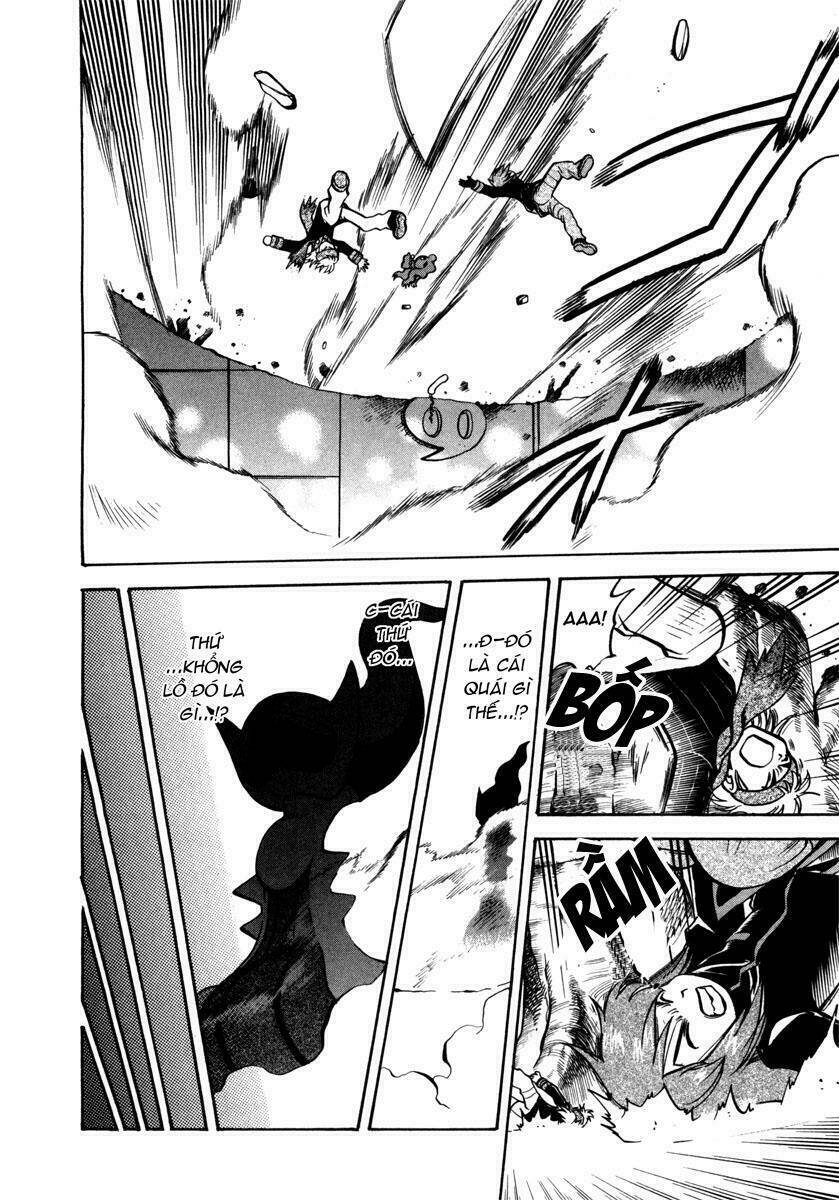 AAA!
BỐP
RẦM
...Đ-ĐÓ
LÀ CÁI
QUÁI GÌ
THẾ...!?
C-CÁI
THỨ
ĐÓ...
THỨ
...KHỔNG
LỒ ĐÓ LÀ
GÌ...!?